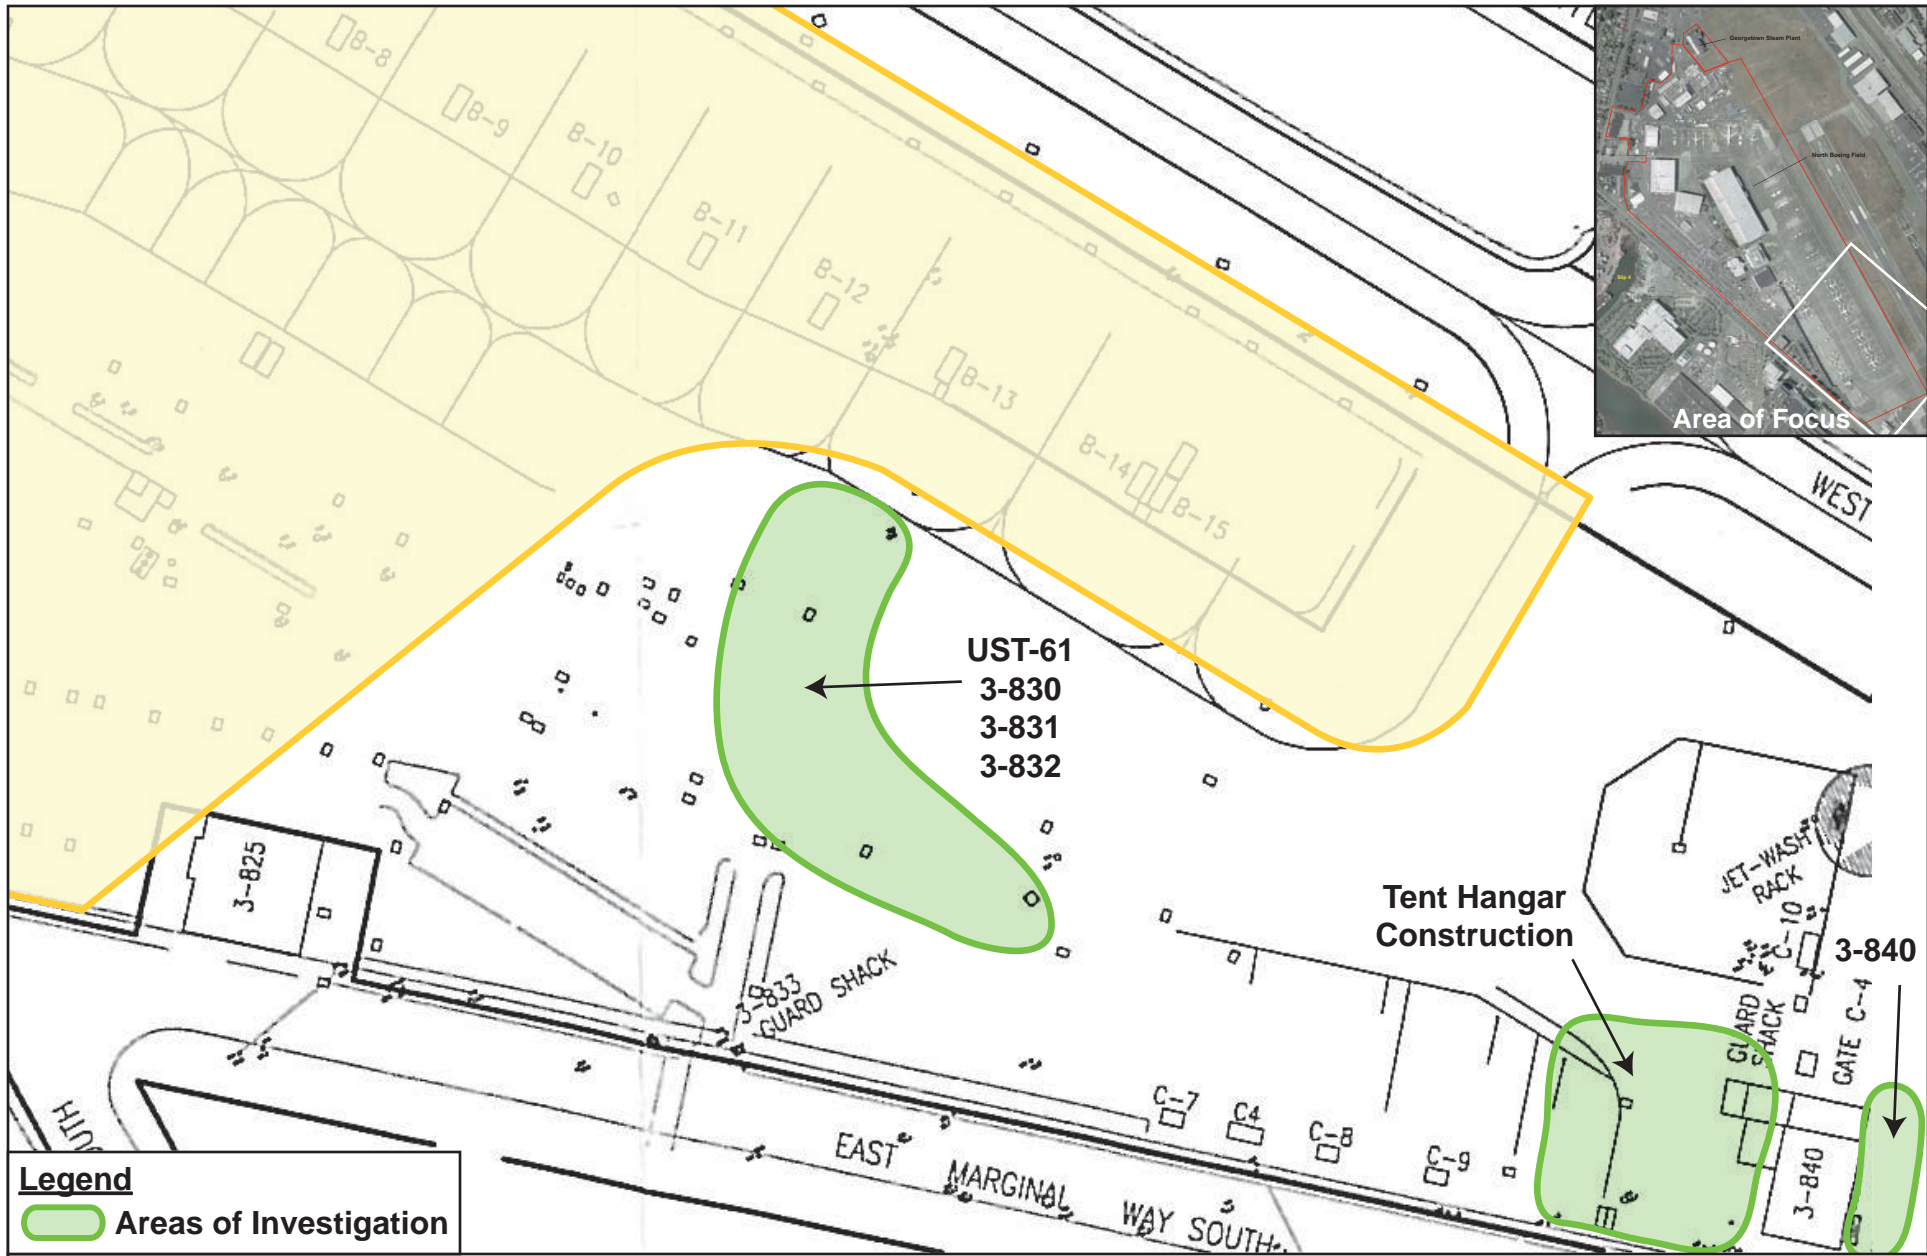 B-8
B-9
B-10
B-11
B-12
B-13
B-14
B-15
Georgetown Steam Plant
North Boeing Field
Slip 4
Area of Focus
WEST
UST-61
3-830
3-831
3-832
3-825
3-833
GUARD SHACK
JET-WASH
RACK
C-10
Tent Hangar
Construction
3-840
GUARD
SHACK
GATE C-4
C-7
C4
C-8
C-9
3-840
EAST MARGINAL WAY SOUTH
Legend
Areas of Investigation